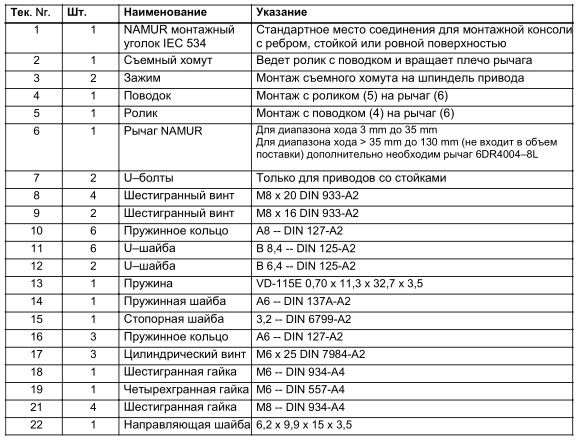 Тек. Nr. Шт. Наименование Указание
1 1 NAMUR монтажный Стандартное место соединения для монтажной консоли
уголок IEC 534 с ребром, стойкой или ровной поверхностью
2 1 Съемный хомут Ведет ролик с поводком и вращает плечо рычага
3 2 Зажим Монтаж съемного хомута на шпиндель привода
4 1 Поводок Монтаж с роликом (5) на рычаг (6)
5 1 Ролик Монтаж с поводком (4) на рычаг (6)
6 1 Рычаг NAMUR Для диапазона хода 3 mm до 35 mm
Для диапазона хода > 35 mm до 130 mm (не входит в объем
поставки) дополнительно необходим рычаг 6DR4004–8L
7 2 U–болты Только для приводов со стойками
8 4 Шестигранный винт M8 x 20 DIN 933-A2
9 2 Шестигранный винт M8 x 16 DIN 933-A2
10 6 Пружинное кольцо A8 -- DIN 127-A2
11 6 U–шайба B 8,4 -- DIN 125-A2
12 2 U–шайба B 6,4 -- DIN 125-A2
13 1 Пружина VD-115E 0,70 x 11,3 x 32,7 x 3,5
14 1 Пружинная шайба A6 -- DIN 137A-A2
15 1 Стопорная шайба 3,2 -- DIN 6799-A2
16 3 Пружинное кольцо A6 -- DIN 127-A2
17 3 Цилиндрический винт M6 x 25 DIN 7984-A2
18 1 Шестигранная гайка M6 -- DIN 934-A4
19 1 Четырехгранная гайка M6 -- DIN 557-A4
21 4 Шестигранная гайка M8 -- DIN 934-A4
22 1 Направляющая шайба 6,2 x 9,9 x 15 x 3,5